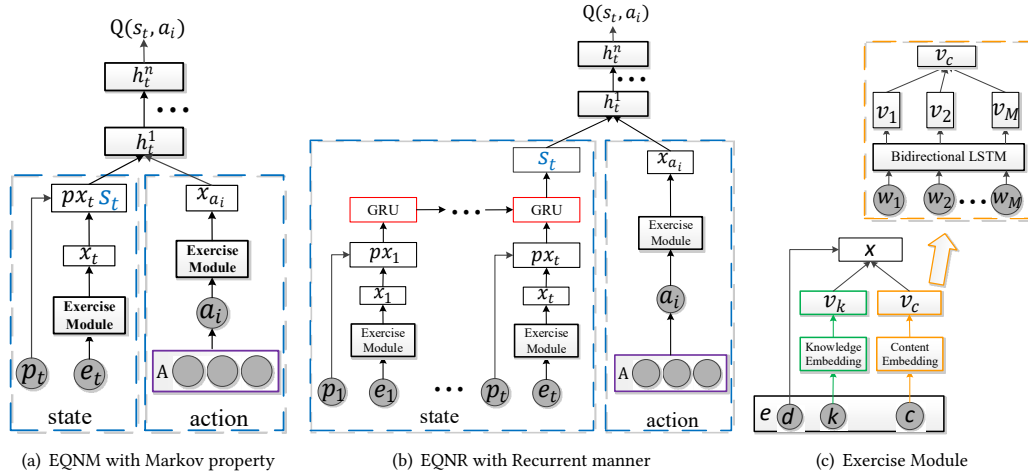 Q(s_t, a_i)
h_t^n
•••
h_t^1
px_t s_t
x_{a_i}
x_t
Exercise
Module
Exercise
Module
a_i
p_t
e_t
A
state
action
(a) EQNM with Markov property
Q(s_t, a_i)
h_t^n
•••
h_t^1
s_t
x_{a_i}
GRU
•••
GRU
px_1
px_t
Exercise
Module
x_1
x_t
a_i
Exercise
Module
Exercise
Module
A
p_1
e_1
•••
p_t
e_t
state
action
(b) EQNR with Recurrent manner
v_c
v_1
v_2
v_M
Bidirectional LSTM
w_1
w_2
•••
w_M
x
v_k
v_c
Knowledge
Embedding
Content
Embedding
e
d
k
c
(c) Exercise Module